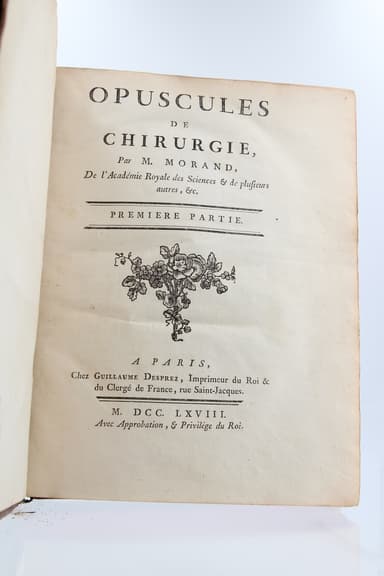 OPUSCULES
DE
CHIRURGIE,
Par M. MORAND,
De l'Académie Royale des Sciences & de plusieurs
autres, &c.
PREMIERE PARTIE.
A PARIS,
Chez GUILLAUME DESPREZ, Imprimeur du Roi &
du Clergé de France, rue Saint-Jacques.
M. DCC. LXVIII.
Avec Approbation, & Privilége du Roi.